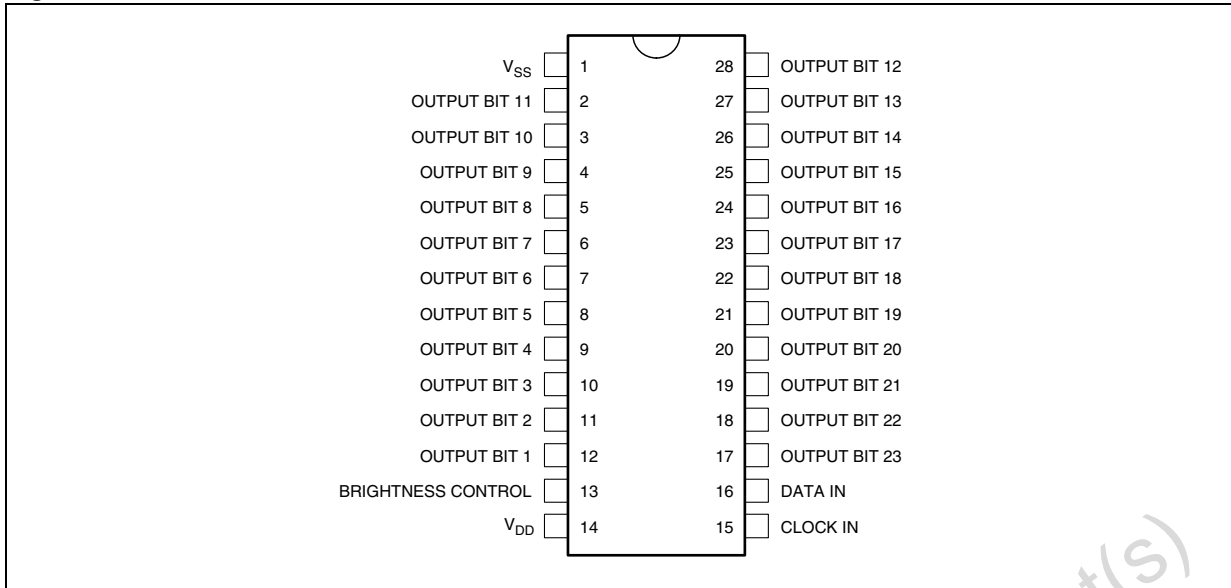 V_SS 1 28 OUTPUT BIT 12
OUTPUT BIT 11 2 27 OUTPUT BIT 13
OUTPUT BIT 10 3 26 OUTPUT BIT 14
OUTPUT BIT 9 4 25 OUTPUT BIT 15
OUTPUT BIT 8 5 24 OUTPUT BIT 16
OUTPUT BIT 7 6 23 OUTPUT BIT 17
OUTPUT BIT 6 7 22 OUTPUT BIT 18
OUTPUT BIT 5 8 21 OUTPUT BIT 19
OUTPUT BIT 4 9 20 OUTPUT BIT 20
OUTPUT BIT 3 10 19 OUTPUT BIT 21
OUTPUT BIT 2 11 18 OUTPUT BIT 22
OUTPUT BIT 1 12 17 OUTPUT BIT 23
BRIGHTNESS CONTROL 13 16 DATA IN
V_DD 14 15 CLOCK IN